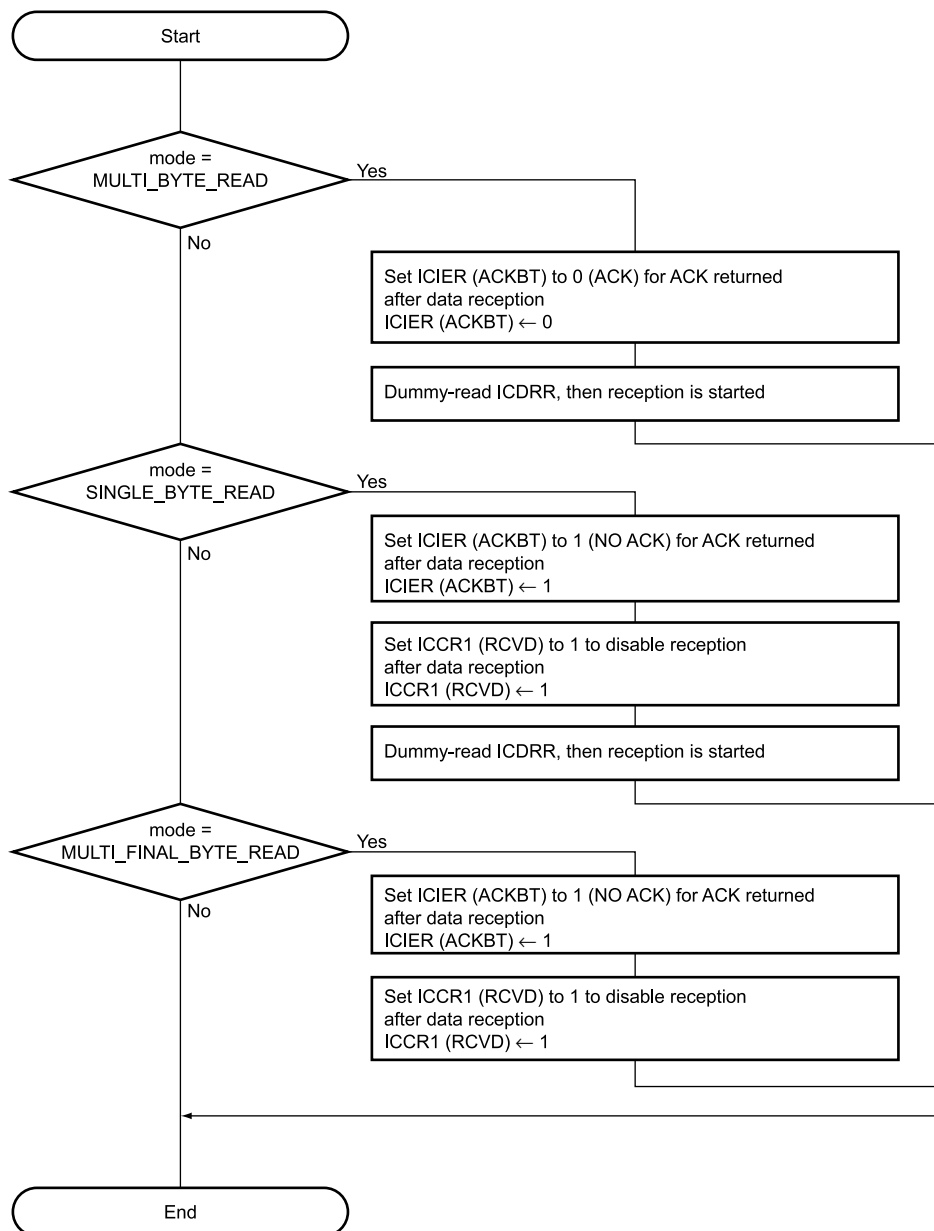 Start
mode =
MULTI_BYTE_READ
Yes
No
Set ICIER (ACKBT) to 0 (ACK) for ACK returned
after data reception
ICIER (ACKBT) ← 0
Dummy-read ICDRR, then reception is started
mode =
SINGLE_BYTE_READ
Yes
No
Set ICIER (ACKBT) to 1 (NO ACK) for ACK returned
after data reception
ICIER (ACKBT) ← 1
Set ICCR1 (RCVD) to 1 to disable reception
after data reception
ICCR1 (RCVD) ← 1
Dummy-read ICDRR, then reception is started
mode =
MULTI_FINAL_BYTE_READ
Yes
No
Set ICIER (ACKBT) to 1 (NO ACK) for ACK returned
after data reception
ICIER (ACKBT) ← 1
Set ICCR1 (RCVD) to 1 to disable reception
after data reception
ICCR1 (RCVD) ← 1
End